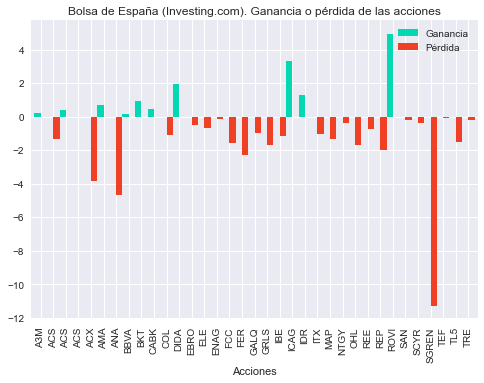 Bolsa de España (Investing.com). Ganancia o pérdida de las acciones
Ganancia
Pérdida
4
2
0
−2
−4
−6
−8
−10
−12
A3M ACS ACS ACS ACX AMA ANA BBVA BKT CABK COL DIDA EBRO ELE ENAG FCC FER GALQ GRLS IBE ICAG IDR ITX MAP NTGY OHL REE REP ROVI SAN SCYR SGREN TEF TL5 TRE
Acciones